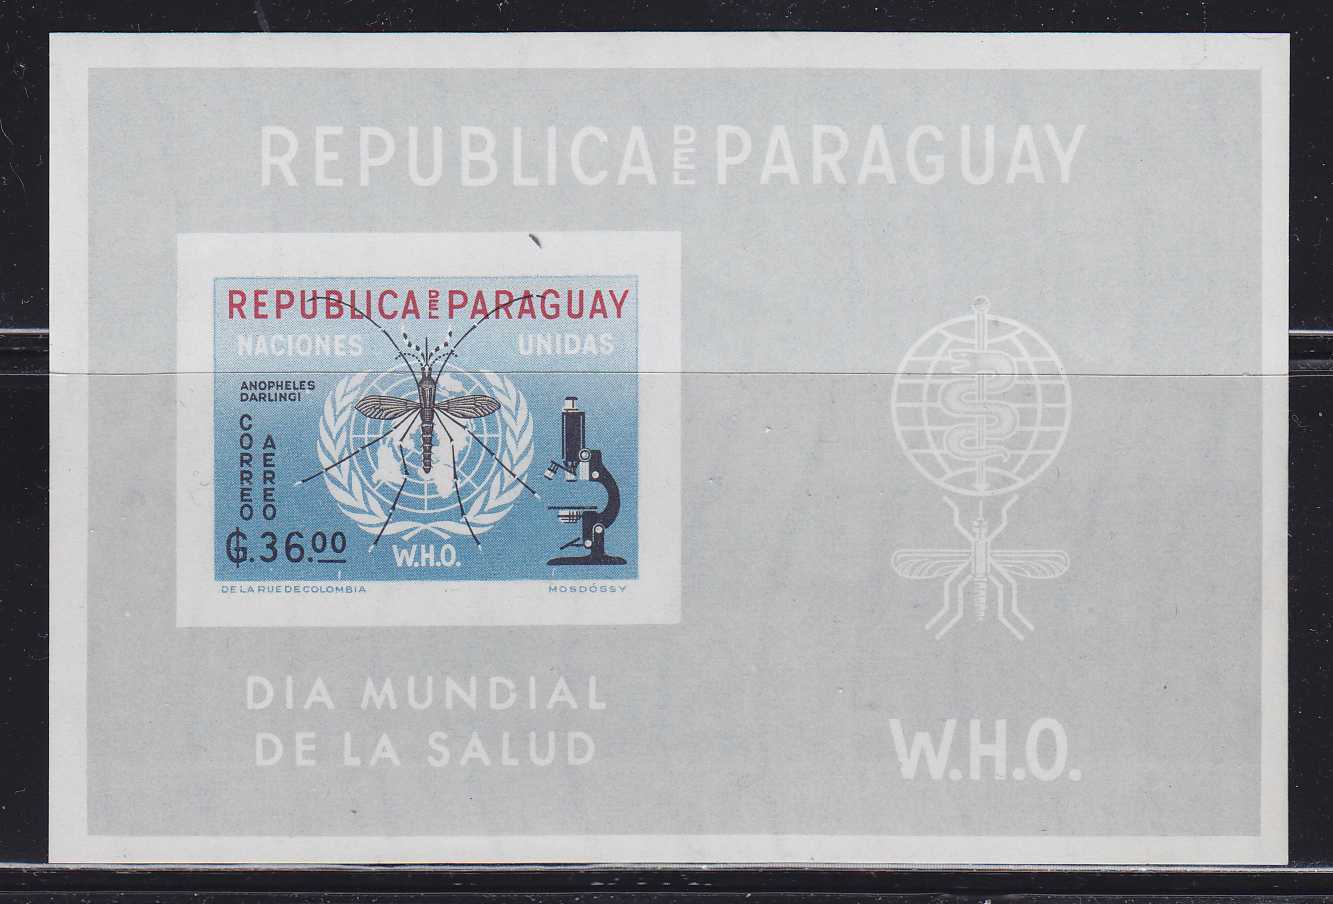 REPUBLICA DEL PARAGUAY
REPUBLICA DEL PARAGUAY
NACIONES UNIDAS
ANOPHELES
DARLINGI
CORREO
AEREO
₲.36.00
W.H.O.
DE LA RUE DE COLOMBIA
MOSDÓSSY
DIA MUNDIAL
DE LA SALUD
W.H.O.